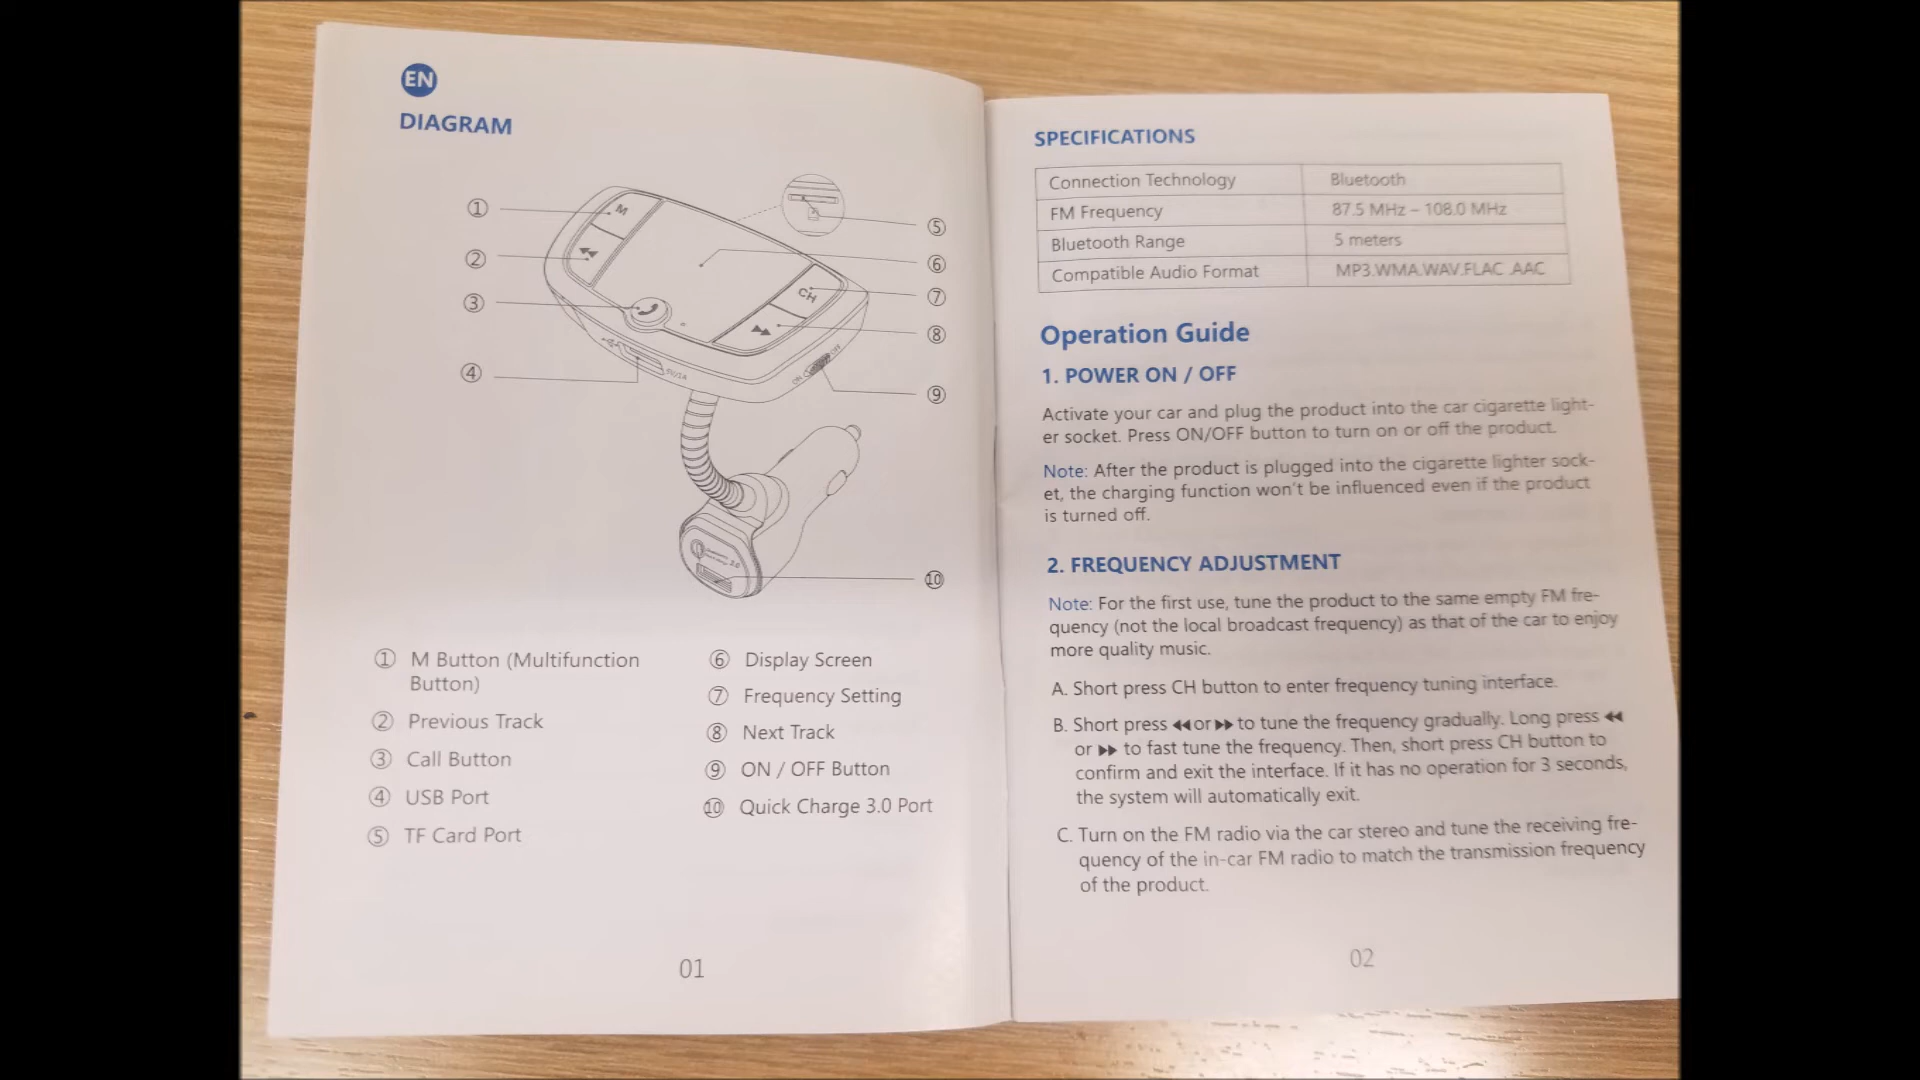 EN
DIAGRAM
①
②
③
④
M
CH
ON
OFF
5V/1A
3.0
⑤
⑥
⑦
⑧
⑨
⑩
① M Button (Multifunction
Button)
② Previous Track
③ Call Button
④ USB Port
⑤ TF Card Port
⑥ Display Screen
⑦ Frequency Setting
⑧ Next Track
⑨ ON / OFF Button
⑩ Quick Charge 3.0 Port
01
SPECIFICATIONS
Connection Technology Bluetooth
FM Frequency 87.5 MHz – 108.0 MHz
Bluetooth Range 5 meters
Compatible Audio Format MP3.WMA.WAV.FLAC .AAC
Operation Guide
1. POWER ON / OFF
Activate your car and plug the product into the car cigarette light-
er socket. Press ON/OFF button to turn on or off the product.
Note: After the product is plugged into the cigarette lighter sock-
et, the charging function won't be influenced even if the product
is turned off.
2. FREQUENCY ADJUSTMENT
Note: For the first use, tune the product to the same empty FM fre-
quency (not the local broadcast frequency) as that of the car to enjoy
more quality music.
A. Short press CH button to enter frequency tuning interface.
B. Short press ◀◀ or ▶▶ to tune the frequency gradually. Long press ◀◀
or ▶▶ to fast tune the frequency. Then, short press CH button to
confirm and exit the interface. If it has no operation for 3 seconds,
the system will automatically exit.
C. Turn on the FM radio via the car stereo and tune the receiving fre-
quency of the in-car FM radio to match the transmission frequency
of the product.
02